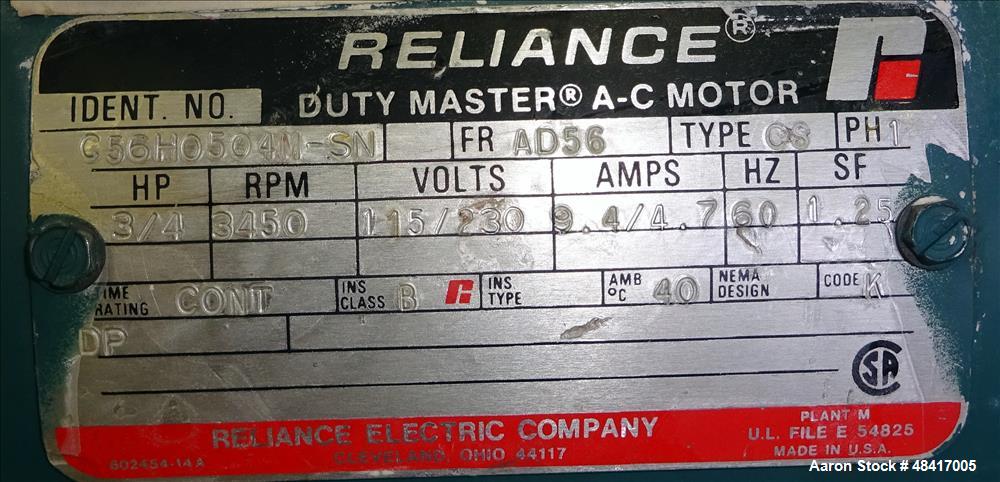 RELIANCE®
DUTY MASTER® A-C MOTOR
IDENT. NO.
C56H0504M-SN FR AD56 TYPE CS PH 1
HP RPM VOLTS AMPS HZ SF
3/4 3450 115/230 9.4/4.7 60 1.25
TIME RATING CONT INS CLASS B INS TYPE AMB °C 40 NEMA DESIGN CODE K
DP
CSA
RELIANCE ELECTRIC COMPANY
CLEVELAND, OHIO 44117
602454-14A
PLANT M
U.L. FILE E 54825
MADE IN U.S.A.
Aaron Stock # 48417005